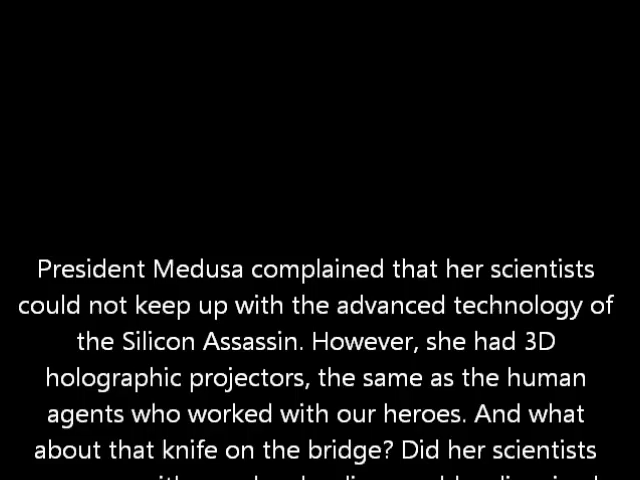 President Medusa complained that her scientists
could not keep up with the advanced technology of
the Silicon Assassin. However, she had 3D
holographic projectors, the same as the human
agents who worked with our heroes. And what
about that knife on the bridge? Did her scientists